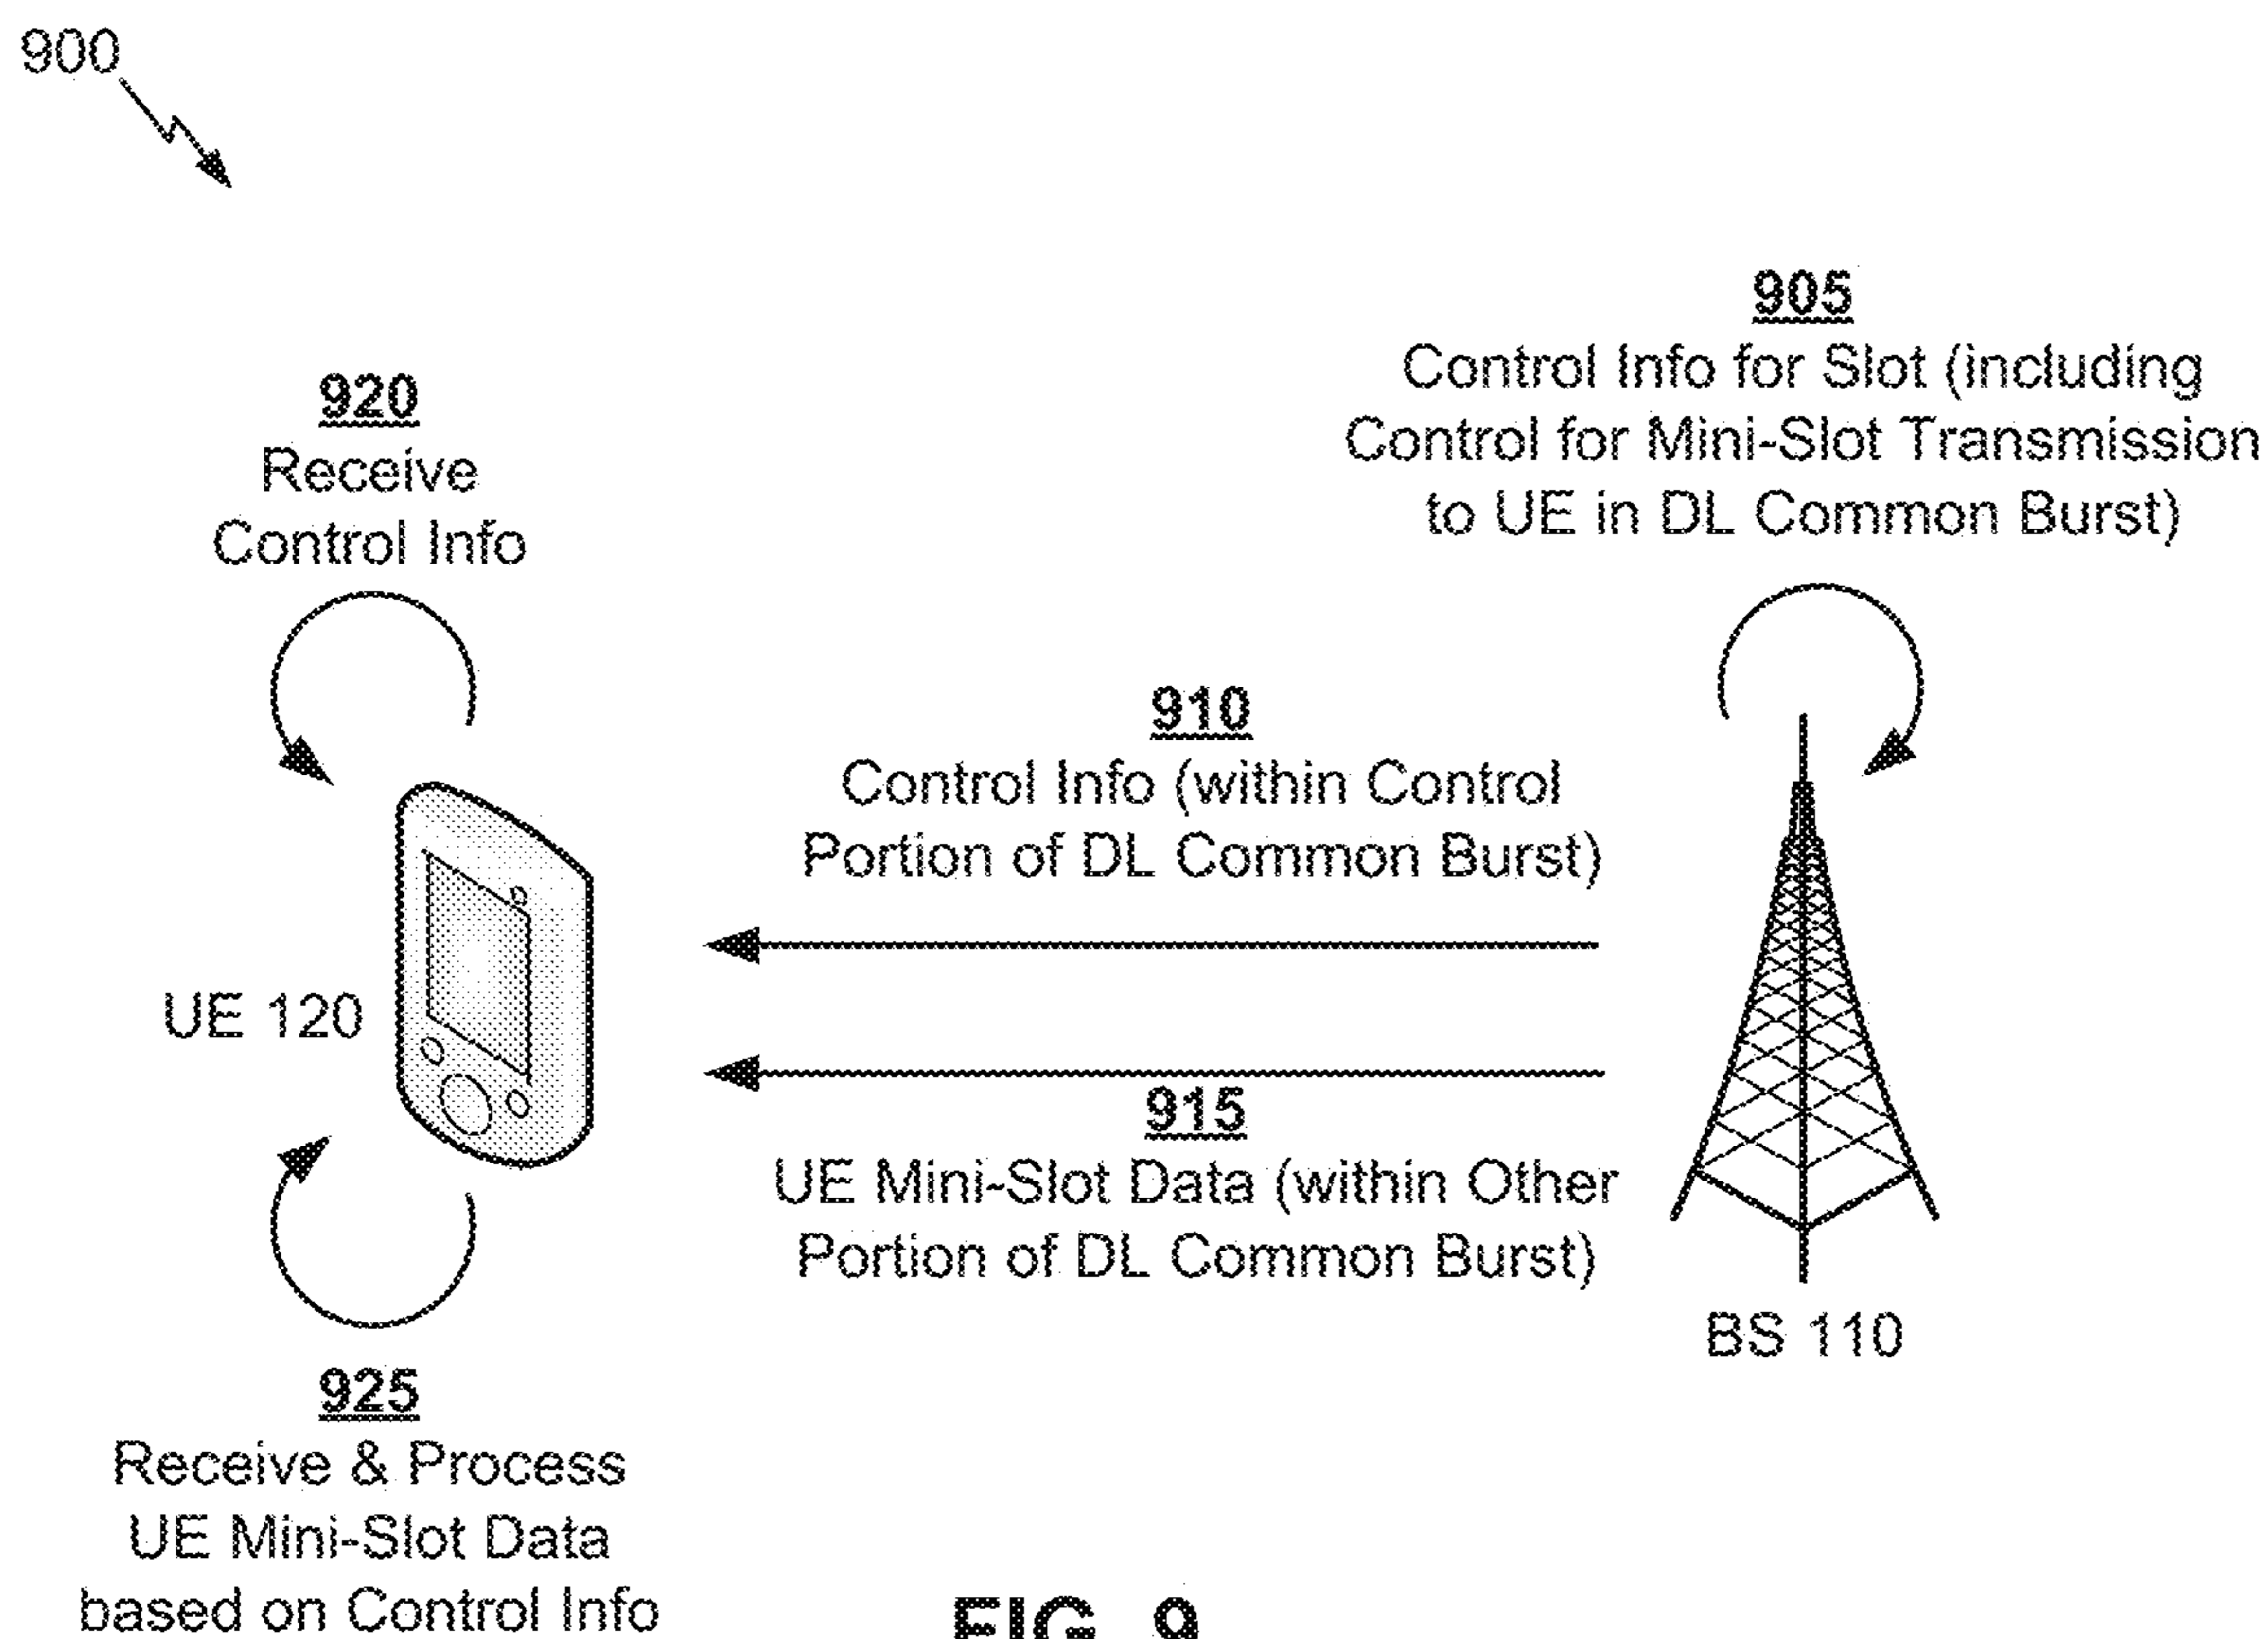 900
905
Control Info for Slot (including
Control for Mini-Slot Transmission
to UE in DL Common Burst)
920
Receive
Control Info
910
Control Info (within Control
Portion of DL Common Burst)
UE 120
915
UE Mini-Slot Data (within Other
Portion of DL Common Burst)
BS 110
925
Receive & Process
UE Mini-Slot Data
based on Control Info
FIG. 9